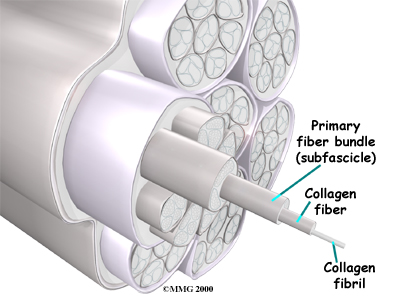 Primary
fiber bundle
(subfascicle)
Collagen
fiber
Collagen
fibril
©MMG 2000